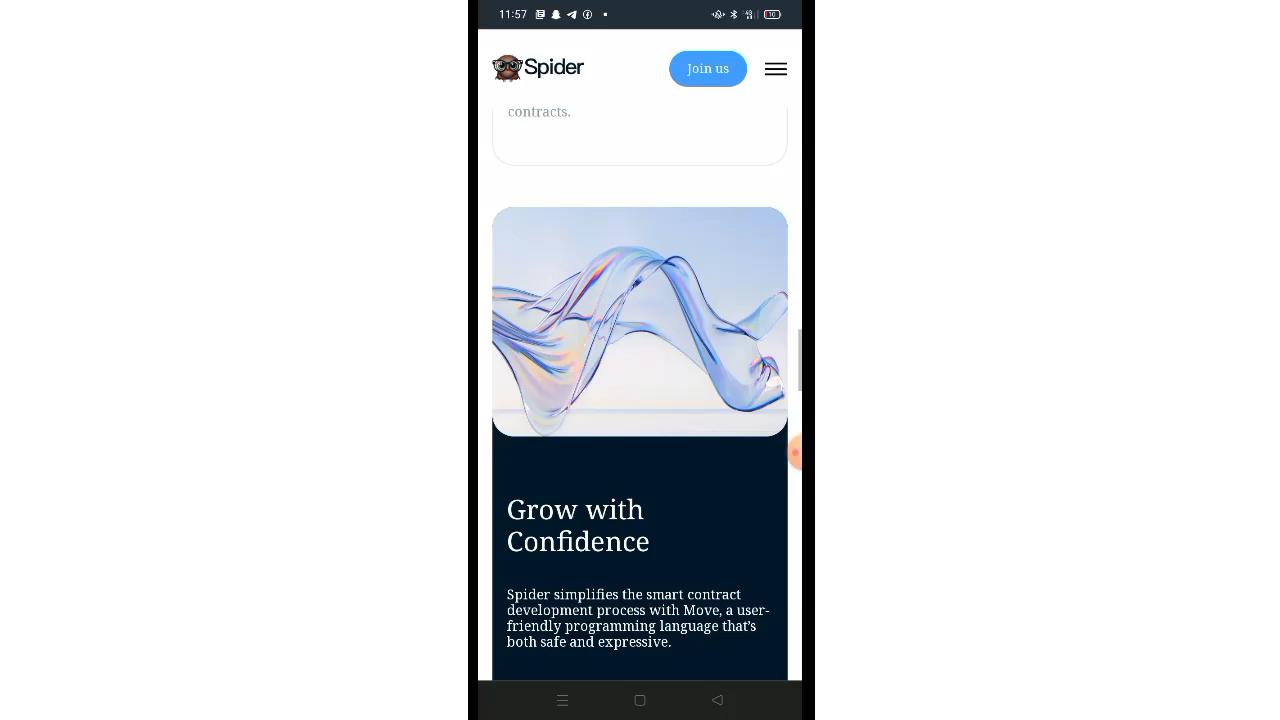 11:57
10
Spider
Join us
contracts.
Grow with
Confidence
Spider simplifies the smart contract
development process with Move, a user-
friendly programming language that’s
both safe and expressive.